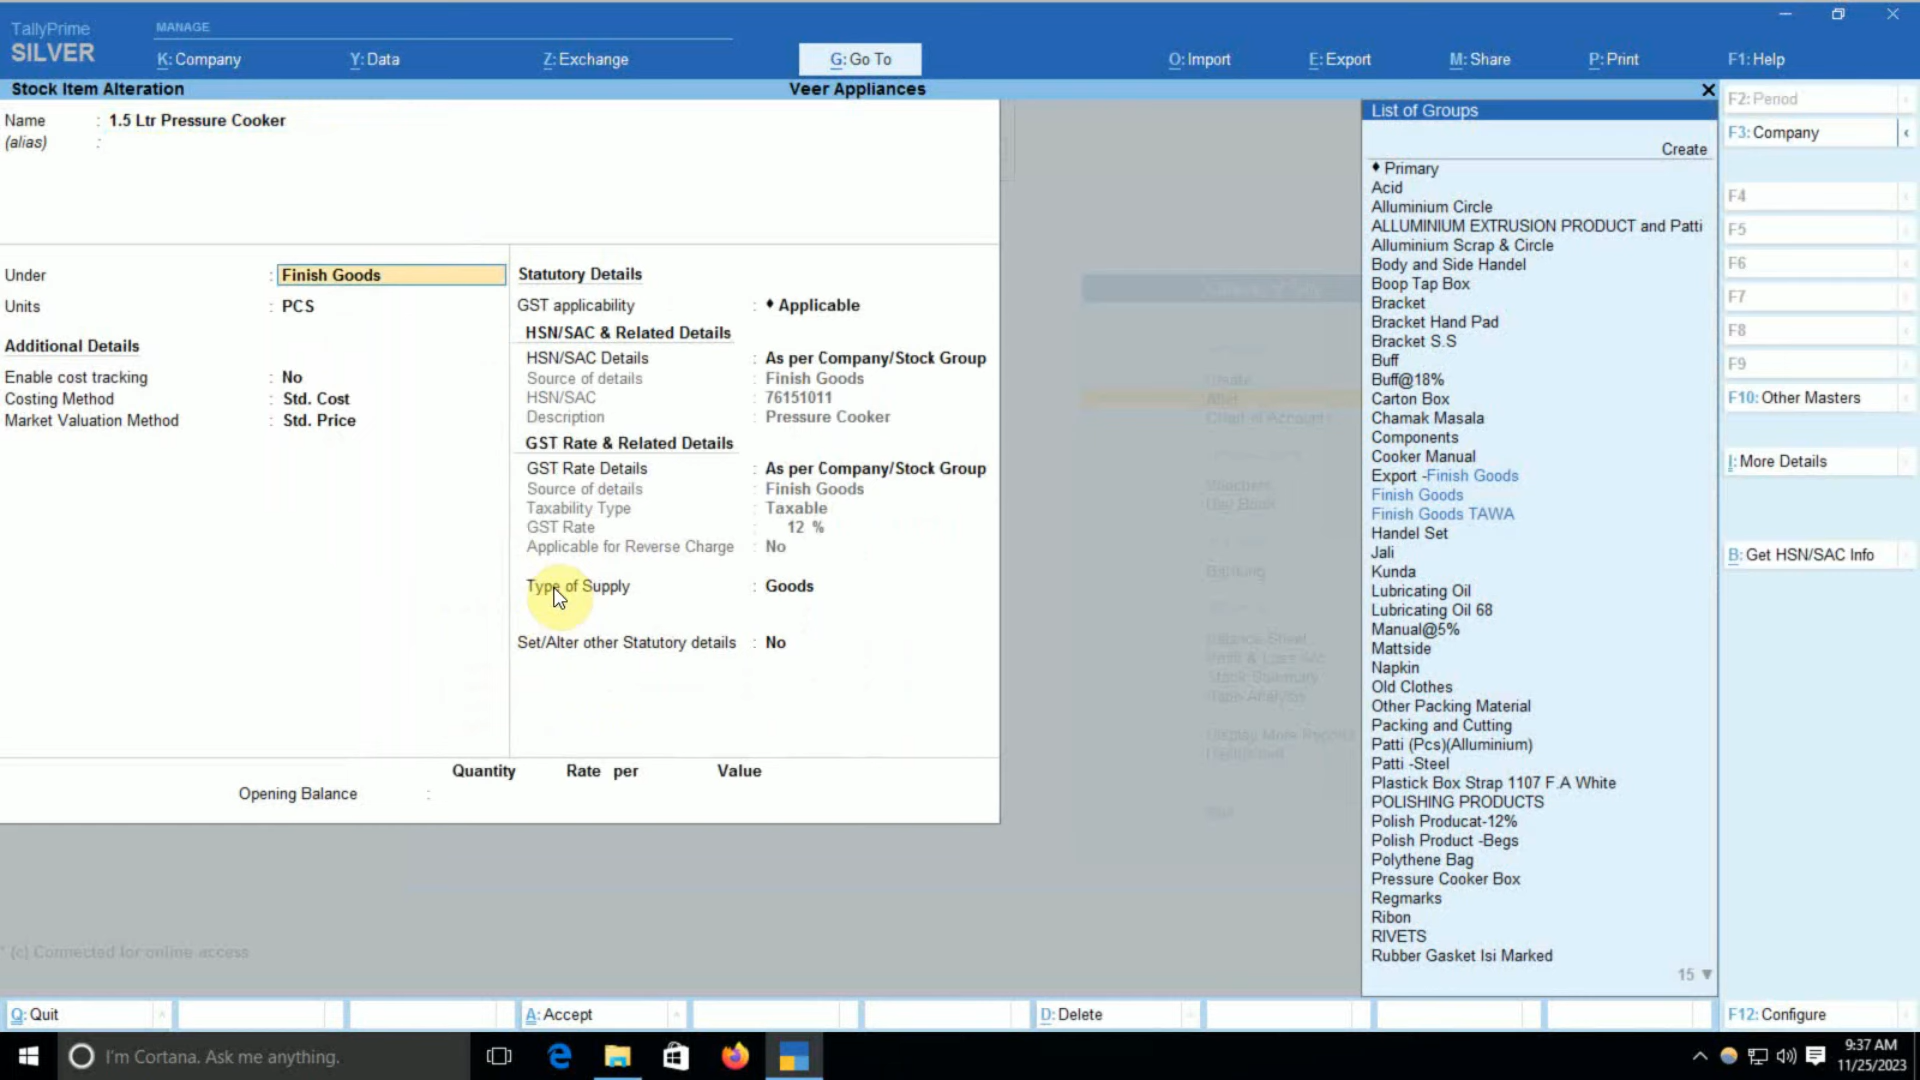 TallyPrime
SILVER
MANAGE
K: Company
Y: Data
Z: Exchange
G: Go To
O: Import
E: Export
M: Share
P: Print
F1: Help
Stock Item Alteration
Veer Appliances
Name : 1.5 Ltr Pressure Cooker
(alias) :
Under : Finish Goods
Units : PCS
Additional Details
Enable cost tracking : No
Costing Method : Std. Cost
Market Valuation Method : Std. Price
Statutory Details
GST applicability : ♦ Applicable
HSN/SAC & Related Details
HSN/SAC Details : As per Company/Stock Group
Source of details : Finish Goods
HSN/SAC : 76151011
Description : Pressure Cooker
GST Rate & Related Details
GST Rate Details : As per Company/Stock Group
Source of details : Finish Goods
Taxability Type : Taxable
GST Rate : 12 %
Applicable for Reverse Charge : No
Type of Supply : Goods
Set/Alter other Statutory details : No
Quantity Rate per Value
Opening Balance :
* (c) Connected for online access
List of Groups
Create
♦ Primary
Acid
Alluminium Circle
ALLUMINIUM EXTRUSION PRODUCT and Patti
Alluminium Scrap & Circle
Body and Side Handel
Boop Tap Box
Bracket
Bracket Hand Pad
Bracket S.S
Buff
Buff@18%
Carton Box
Chamak Masala
Components
Cooker Manual
Export -Finish Goods
Finish Goods
Finish Goods TAWA
Handel Set
Jali
Kunda
Lubricating Oil
Lubricating Oil 68
Manual@5%
Mattside
Napkin
Old Clothes
Other Packing Material
Packing and Cutting
Patti (Pcs)(Alluminium)
Patti -Steel
Plastick Box Strap 1107 F.A White
POLISHING PRODUCTS
Polish Producat-12%
Polish Product -Begs
Polythene Bag
Pressure Cooker Box
Regmarks
Ribon
RIVETS
Rubber Gasket Isi Marked
15 ▼
F2: Period
F3: Company
F4
F5
F6
F7
F8
F9
F10: Other Masters
I: More Details
B: Get HSN/SAC Info
F12: Configure
Q: Quit
A: Accept
D: Delete
I'm Cortana. Ask me anything.
9:37 AM
11/25/2023